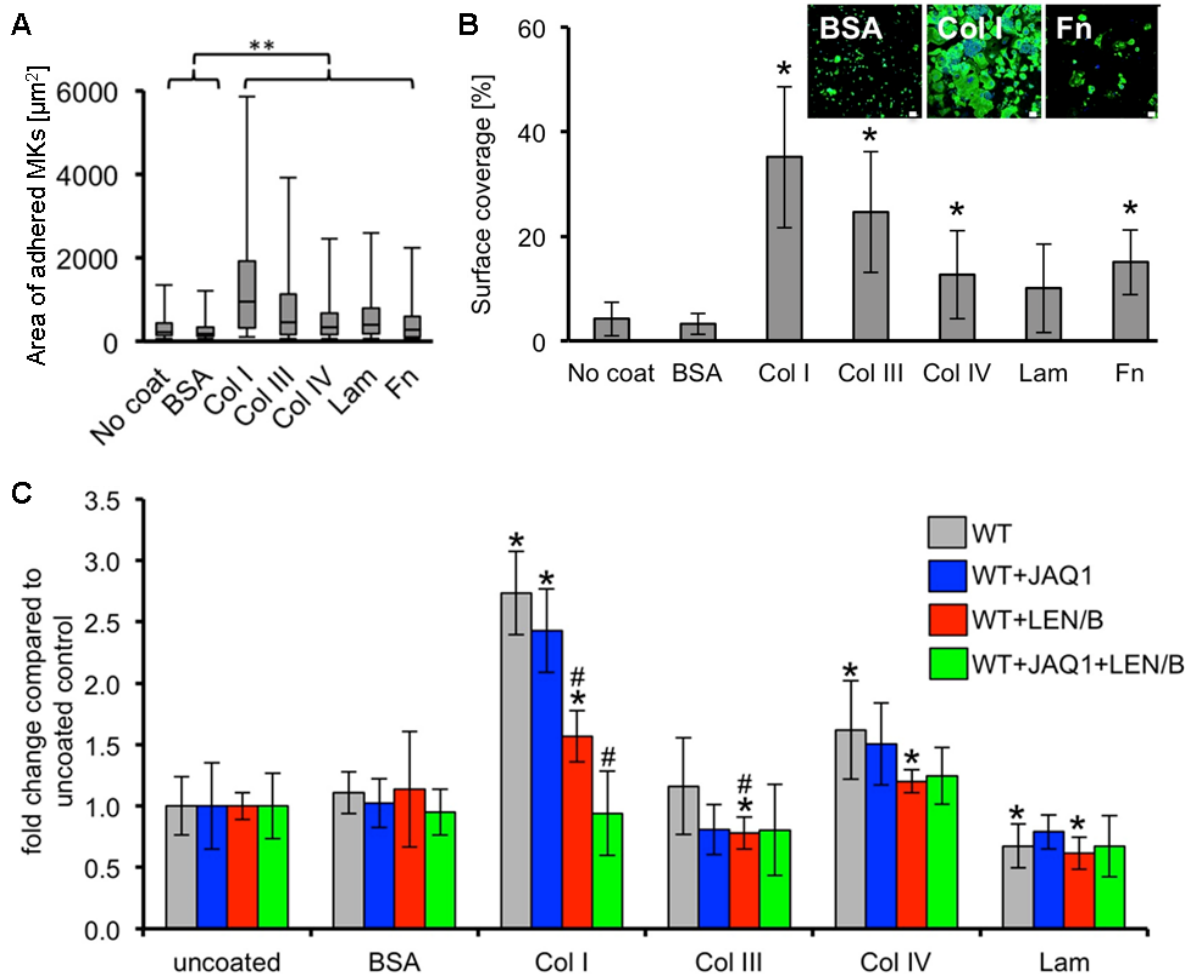 A
**
Area of adhered MKs [µm²]
6000
4000
2000
0
No coat
BSA
Col I
Col III
Col IV
Lam
Fn
B
BSA
Col I
Fn
Surface coverage [%]
60
40
20
0
*
*
*
*
No coat
BSA
Col I
Col III
Col IV
Lam
Fn
C
fold change compared to
uncoated control
3.5
3.0
2.5
2.0
1.5
1.0
0.5
0.0
*
*
#
*
#
#
*
*
*
*
*
WT
WT+JAQ1
WT+LEN/B
WT+JAQ1+LEN/B
uncoated
BSA
Col I
Col III
Col IV
Lam